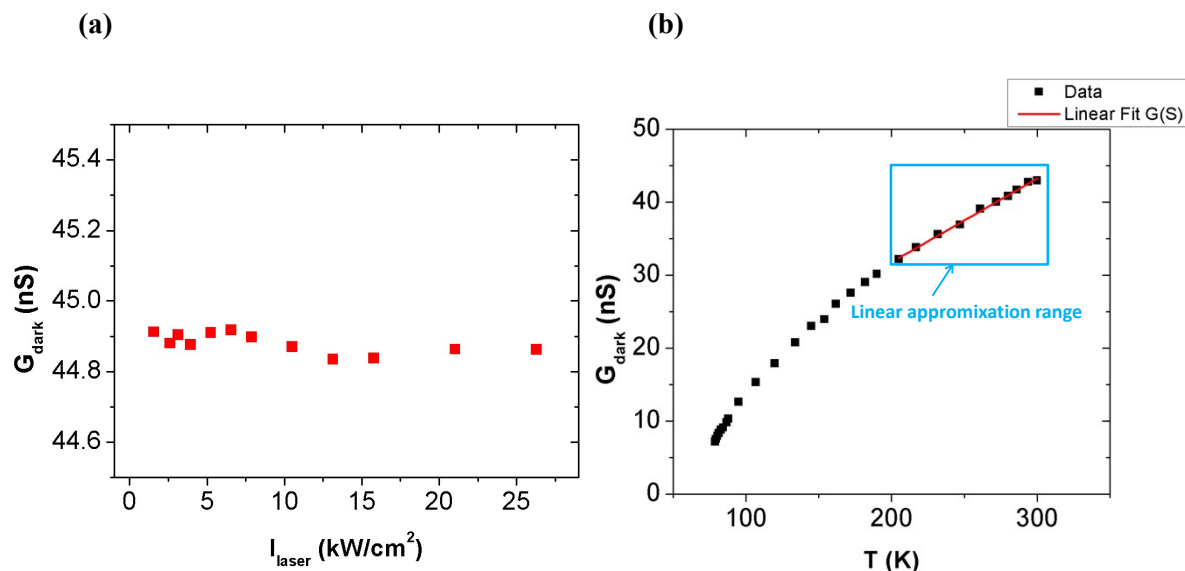 (a)
(b)
45.4
45.2
45.0
44.8
44.6
G_dark (nS)
0 5 10 15 20 25
I_laser (kW/cm²)
Data
Linear Fit G(S)
50
40
30
20
10
0
G_dark (nS)
Linear appromixation range
100 200 300
T (K)